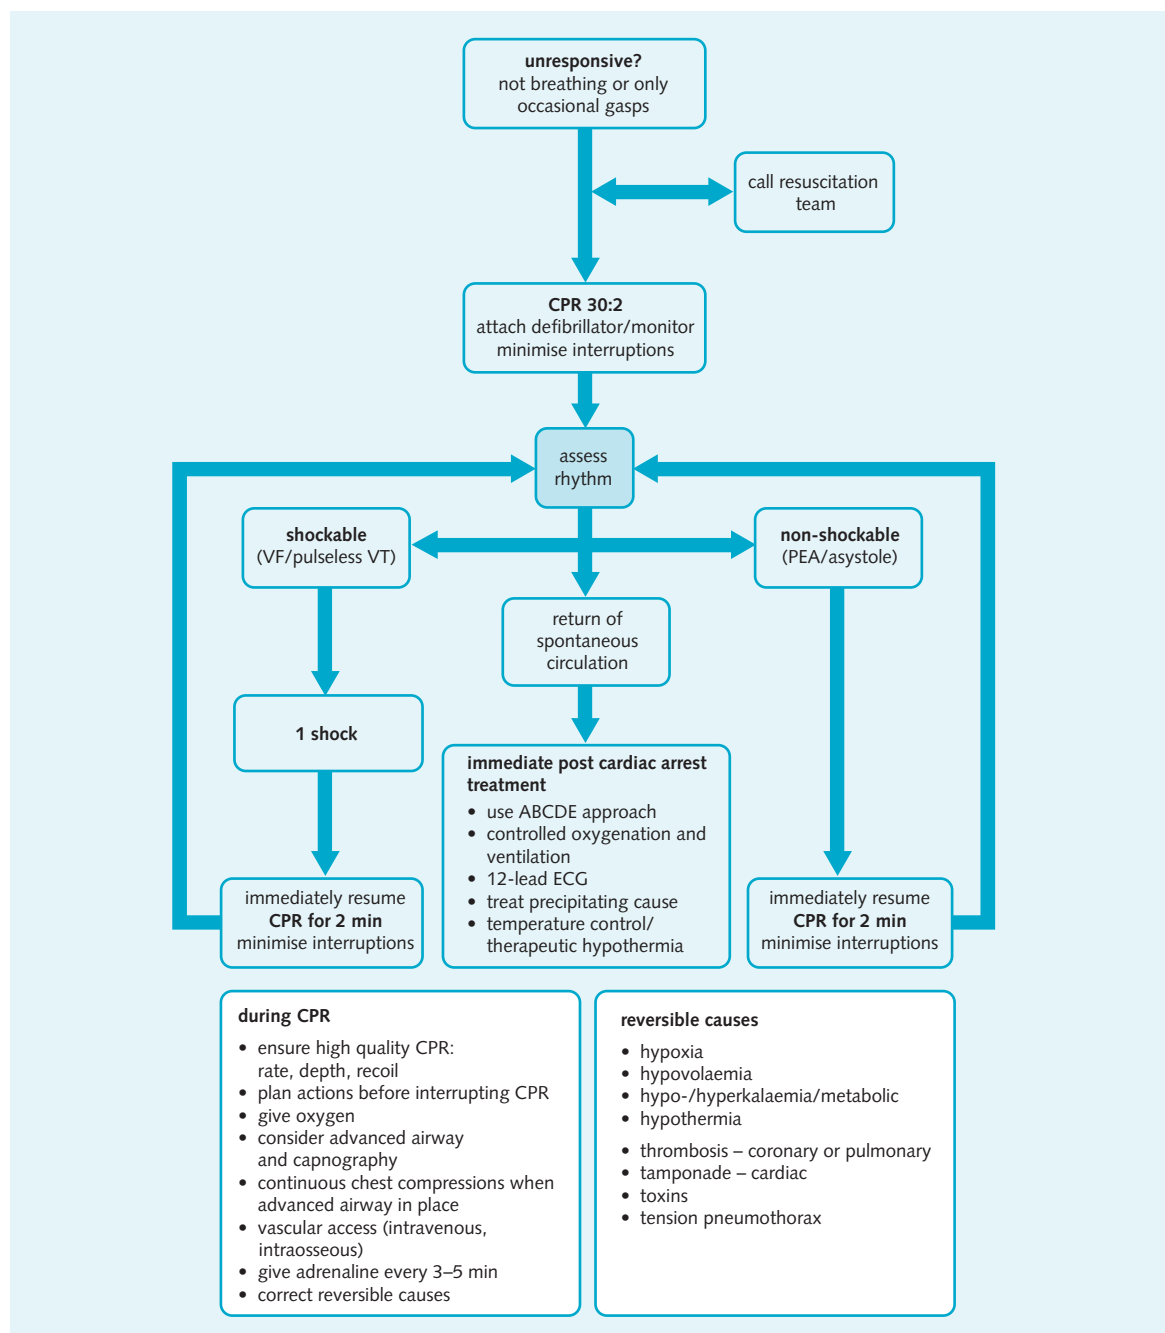 unresponsive?
not breathing or only
occasional gasps
call resuscitation
team
CPR 30:2
attach defibrillator/monitor
minimise interruptions
assess
rhythm
shockable
(VF/pulseless VT)
non-shockable
(PEA/asystole)
return of
spontaneous
circulation
1 shock
immediate post cardiac arrest
treatment
• use ABCDE approach
• controlled oxygenation and
ventilation
• 12-lead ECG
• treat precipitating cause
• temperature control/
therapeutic hypothermia
immediately resume
CPR for 2 min
minimise interruptions
immediately resume
CPR for 2 min
minimise interruptions
during CPR
• ensure high quality CPR:
rate, depth, recoil
• plan actions before interrupting CPR
• give oxygen
• consider advanced airway
and capnography
• continuous chest compressions when
advanced airway in place
• vascular access (intravenous,
intraosseous)
• give adrenaline every 3–5 min
• correct reversible causes
reversible causes
• hypoxia
• hypovolaemia
• hypo-/hyperkalaemia/metabolic
• hypothermia
• thrombosis – coronary or pulmonary
• tamponade – cardiac
• toxins
• tension pneumothorax